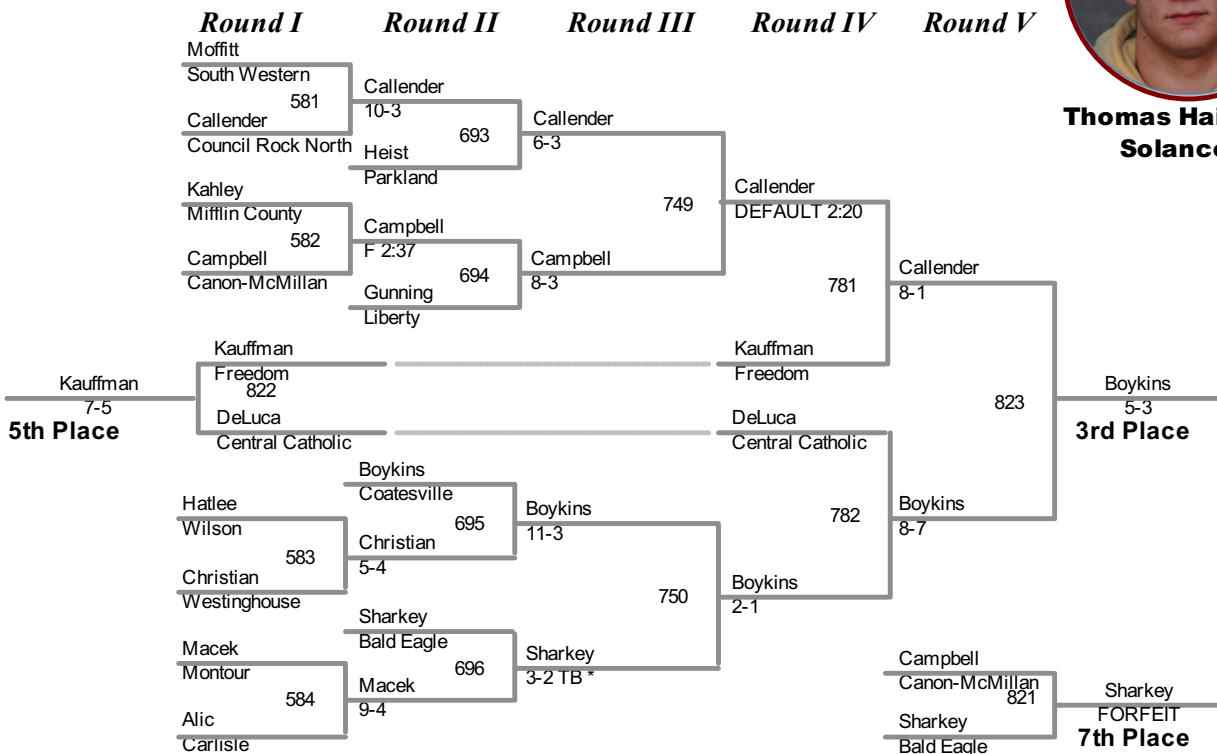 Round I Round II Round III Round IV Round V
Thomas
Moffitt
South Western
581
Callender
Council Rock North
Callender
10-3
693
Heist
Parkland
Callender
6-3
Kahley
Mifflin County
582
Campbell
Canon-McMillan
Campbell
F 2:37
694
Gunning
Liberty
Campbell
8-3
749
Callender
DEFAULT 2:20
781
Kauffman
Freedom
Callender
8-1
Kauffman
Freedom
822
DeLuca
Central Catholic
Kauffman
7-5
5th Place
DeLuca
Central Catholic
823
Boykins
5-3
3rd Place
Boykins
Coatesville
695
Hatlee
Wilson
583
Christian
Westinghouse
Christian
5-4
Boykins
11-3
782
Boykins
8-7
750
Boykins
2-1
Sharkey
Bald Eagle
696
Macek
Montour
584
Alic
Carlisle
Macek
9-4
Sharkey
3-2 TB *
Campbell
Canon-McMillan
821
Sharkey
Bald Eagle
Sharkey
FORFEIT
7th Place